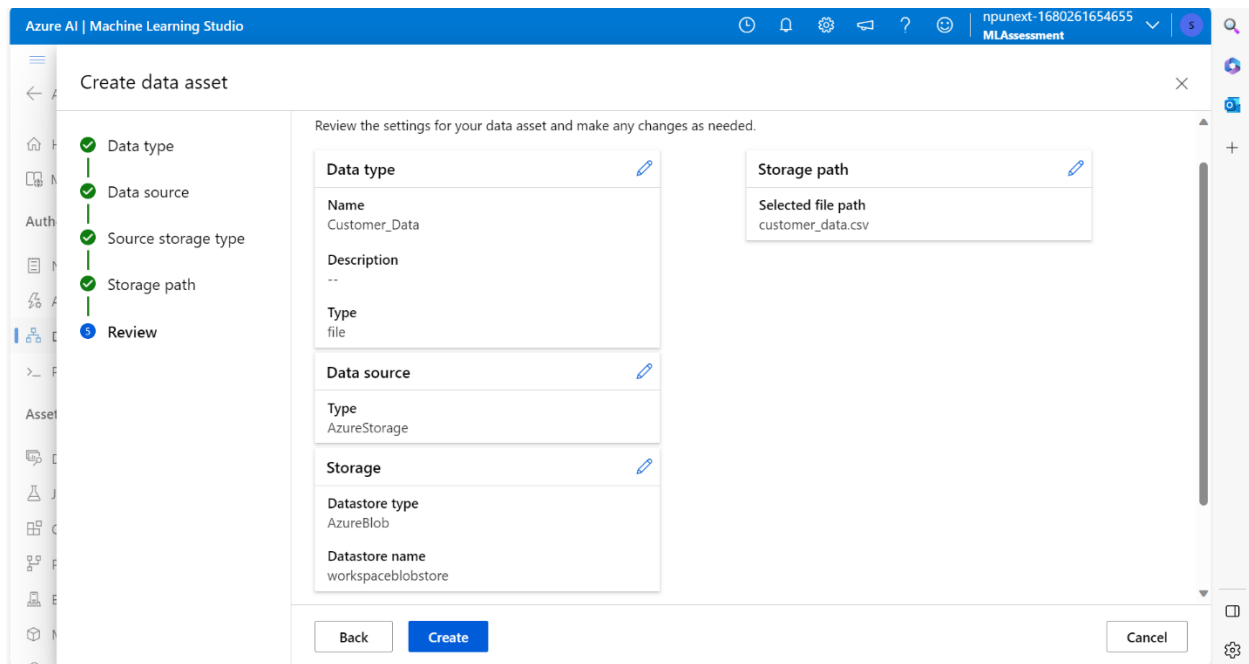 Azure AI | Machine Learning Studio
npunext-1680261654655
MLAssessment
S
Create data asset
Data type
Data source
Source storage type
Storage path
5 Review
Auth
Asset
Review the settings for your data asset and make any changes as needed.
Data type
Name
Customer_Data
Description
--
Type
file
Data source
Type
AzureStorage
Storage
Datastore type
AzureBlob
Datastore name
workspaceblobstore
Storage path
Selected file path
customer_data.csv
Back
Create
Cancel